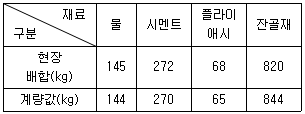 재료
구분
물
시멘트
플라이
애시
잔골재
현장
배합(kg)
145
272
68
820
계량값(kg)
144
270
65
844